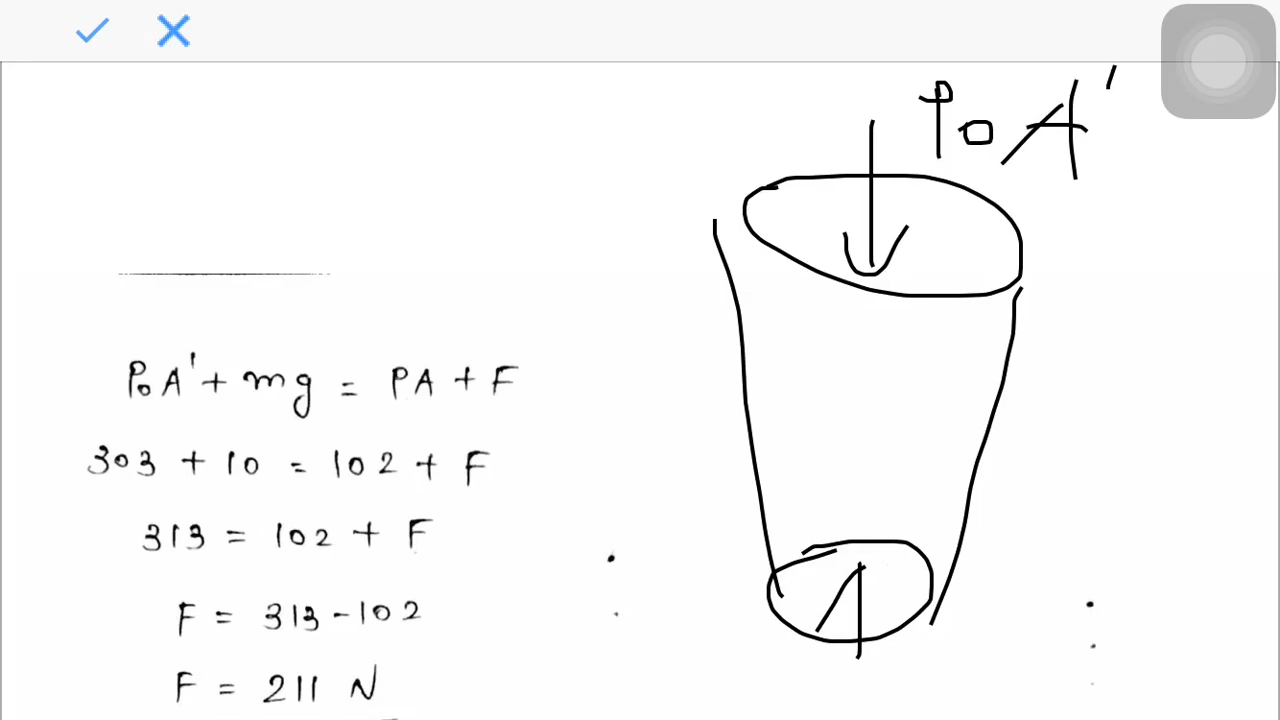 P₀A'
P₀A' + mg = PA + F
303 + 10 = 102 + F
313 = 102 + F
F = 313 - 102
F = 211 N